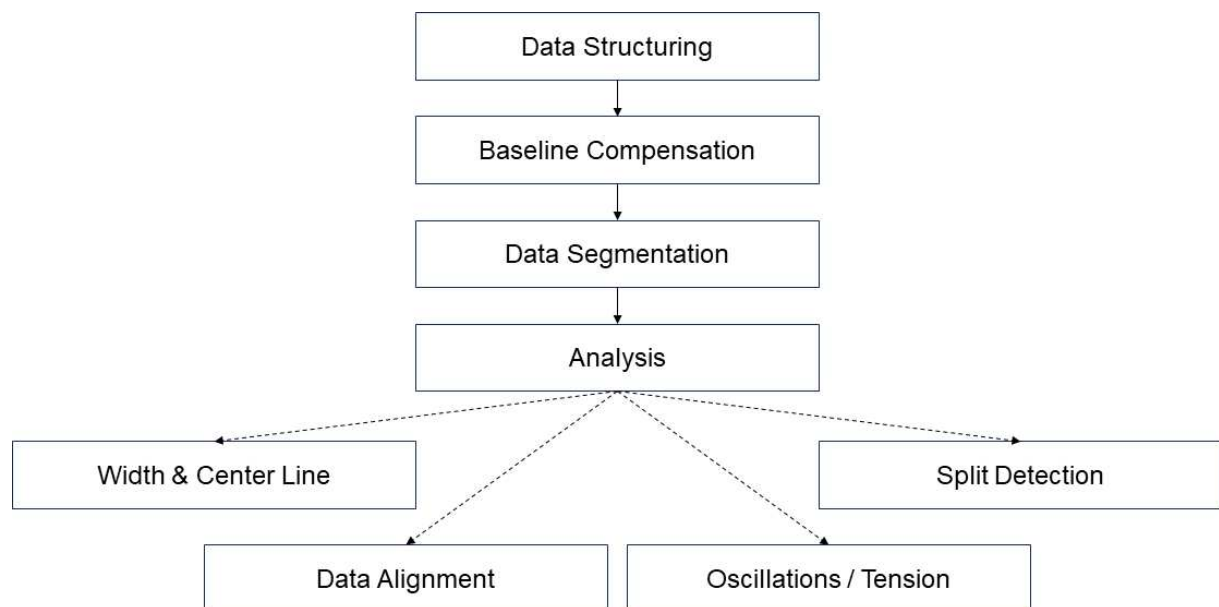 Data Structuring
Baseline Compensation
Data Segmentation
Analysis
Width & Center Line
Split Detection
Data Alignment
Oscillations / Tension